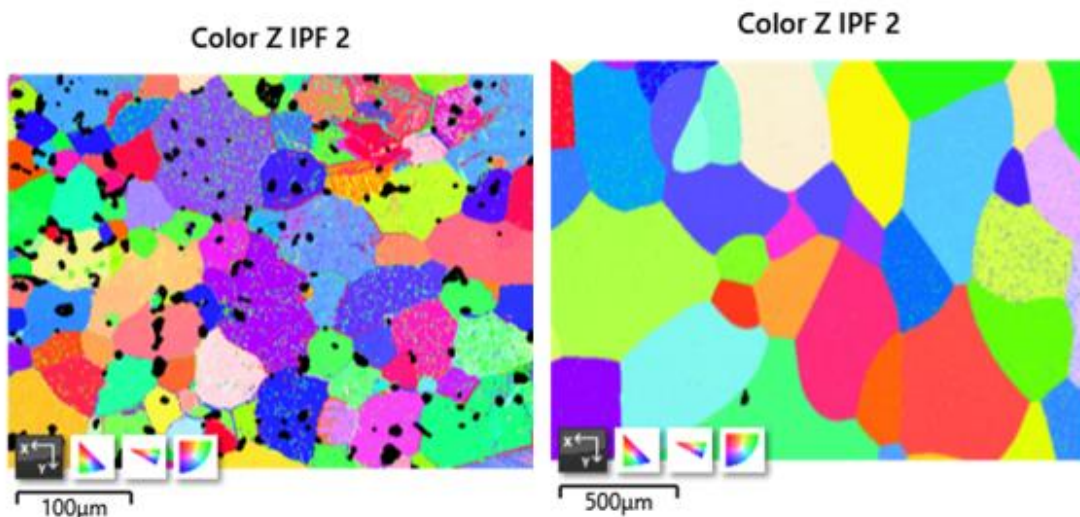 Color Z IPF 2
X
Y
100µm
Color Z IPF 2
X
Y
500µm